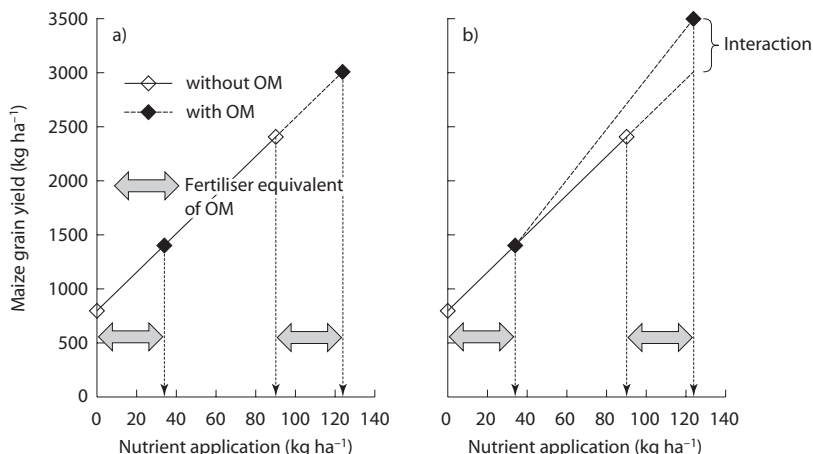 a)
without OM
with OM
Fertiliser equivalent
of OM
Maize grain yield (kg ha⁻¹)
3500
3000
2500
2000
1500
1000
500
0
0 20 40 60 80 100 120 140
Nutrient application (kg ha⁻¹)
b)
Interaction
0 20 40 60 80 100 120 140
Nutrient application (kg ha⁻¹)